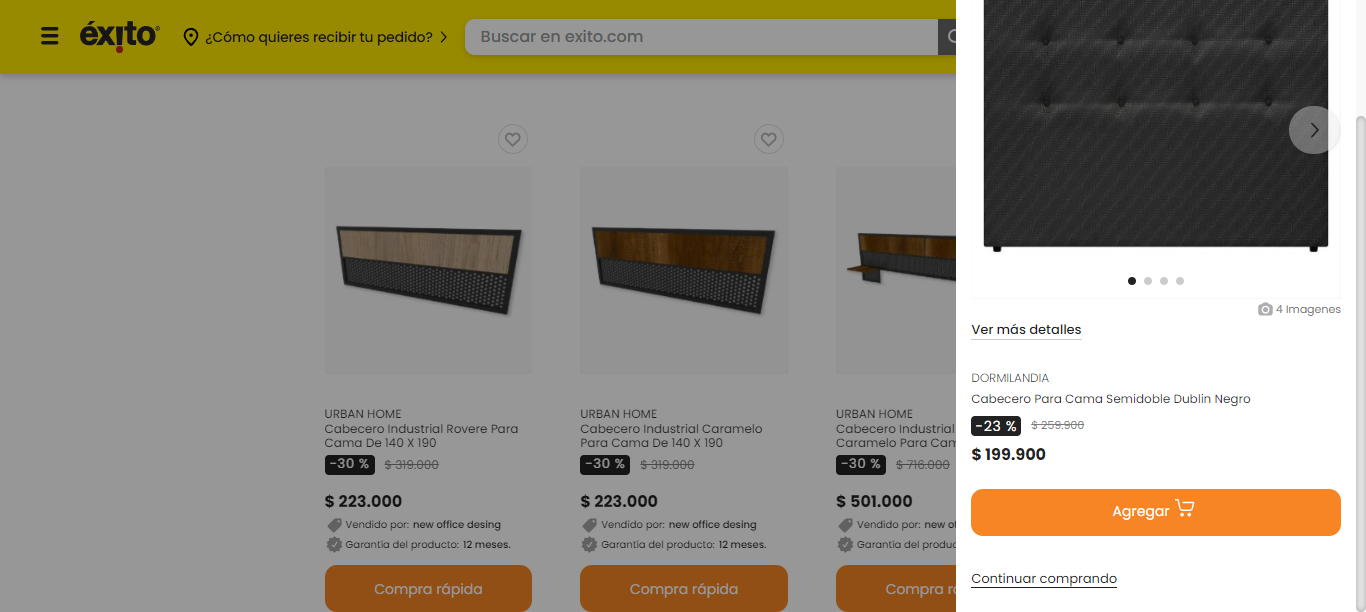 éxito
¿Cómo quieres recibir tu pedido?
Buscar en exito.com
URBAN HOME
Cabecero Industrial Rovere Para
Cama De 140 X 190
-30 % $ 319.000
$ 223.000
Vendido por: new office desing
Garantía del producto: 12 meses.
Compra rápida
URBAN HOME
Cabecero Industrial Caramelo
Para Cama De 140 X 190
-30 % $ 319.000
$ 223.000
Vendido por: new office desing
Garantía del producto: 12 meses.
Compra rápida
URBAN HOME
Cabecero Industrial
Caramelo Para Cam
-30 % $ 716.000
$ 501.000
Vendido por: new of
Garantía del produc
Compra r
4 Imagenes
Ver más detalles
DORMILANDIA
Cabecero Para Cama Semidoble Dublin Negro
-23 % $ 259.900
$ 199.900
Agregar
Continuar comprando